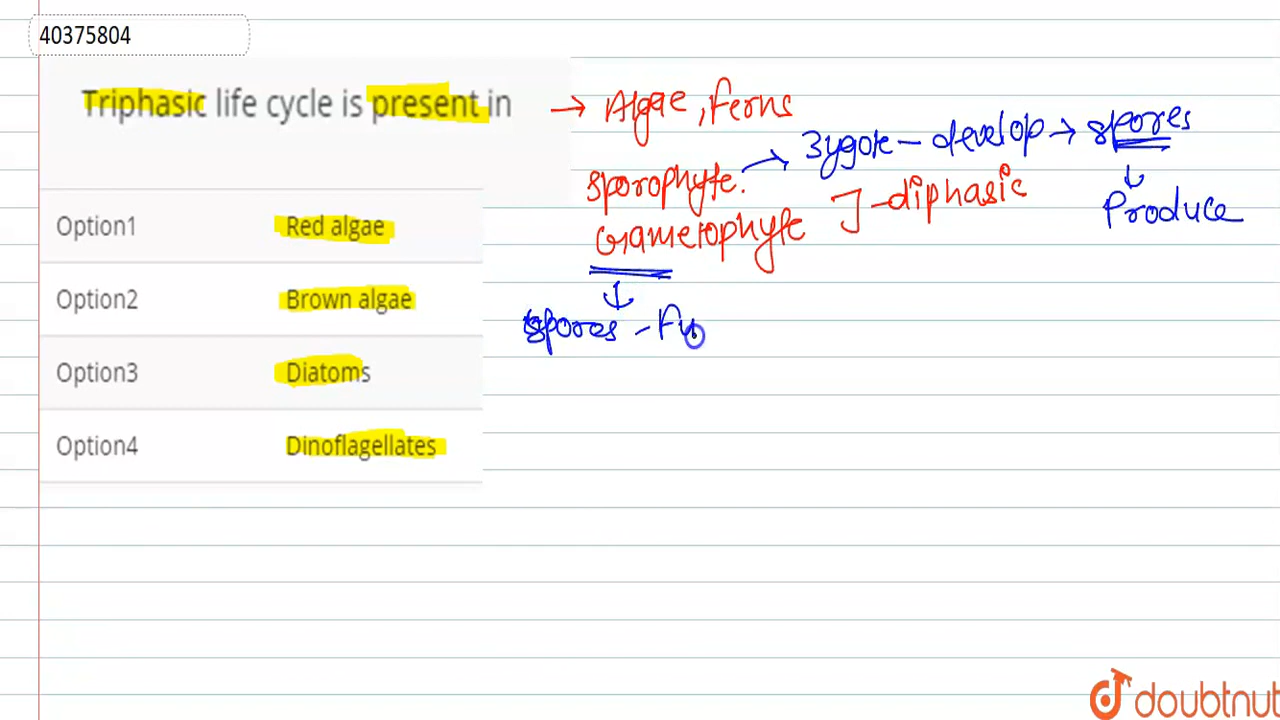 40375804
Triphasic life cycle is present in → Algae, Ferns
Sporophyte. → Zygote – develop → spores
↓
Gametophyte ] – diphasic
Produce
↓
spores – Fu
Option1 Red algae
Option2 Brown algae
Option3 Diatoms
Option4 Dinoflagellates
doubtnut